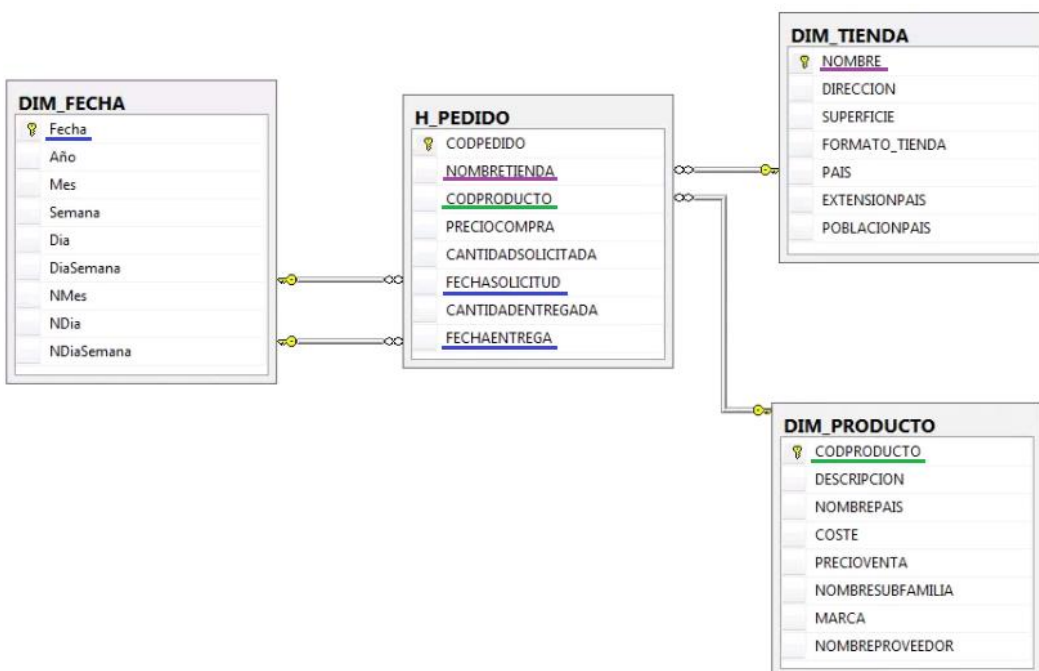 DIM_FECHA
Fecha
Año
Mes
Semana
Dia
DiaSemana
NMes
NDia
NDiaSemana
H_PEDIDO
CODPEDIDO
NOMBRETIENDA
CODPRODUCTO
PRECIOCOMPRA
CANTIDADSOLICITADA
FECHASOLICITUD
CANTIDADENTREGADA
FECHAENTREGA
DIM_TIENDA
NOMBRE
DIRECCION
SUPERFICIE
FORMATO_TIENDA
PAIS
EXTENSIONPAIS
POBLACIONPAIS
DIM_PRODUCTO
CODPRODUCTO
DESCRIPCION
NOMBREPAIS
COSTE
PRECIOVENTA
NOMBRESUBFAMILIA
MARCA
NOMBREPROVEEDOR